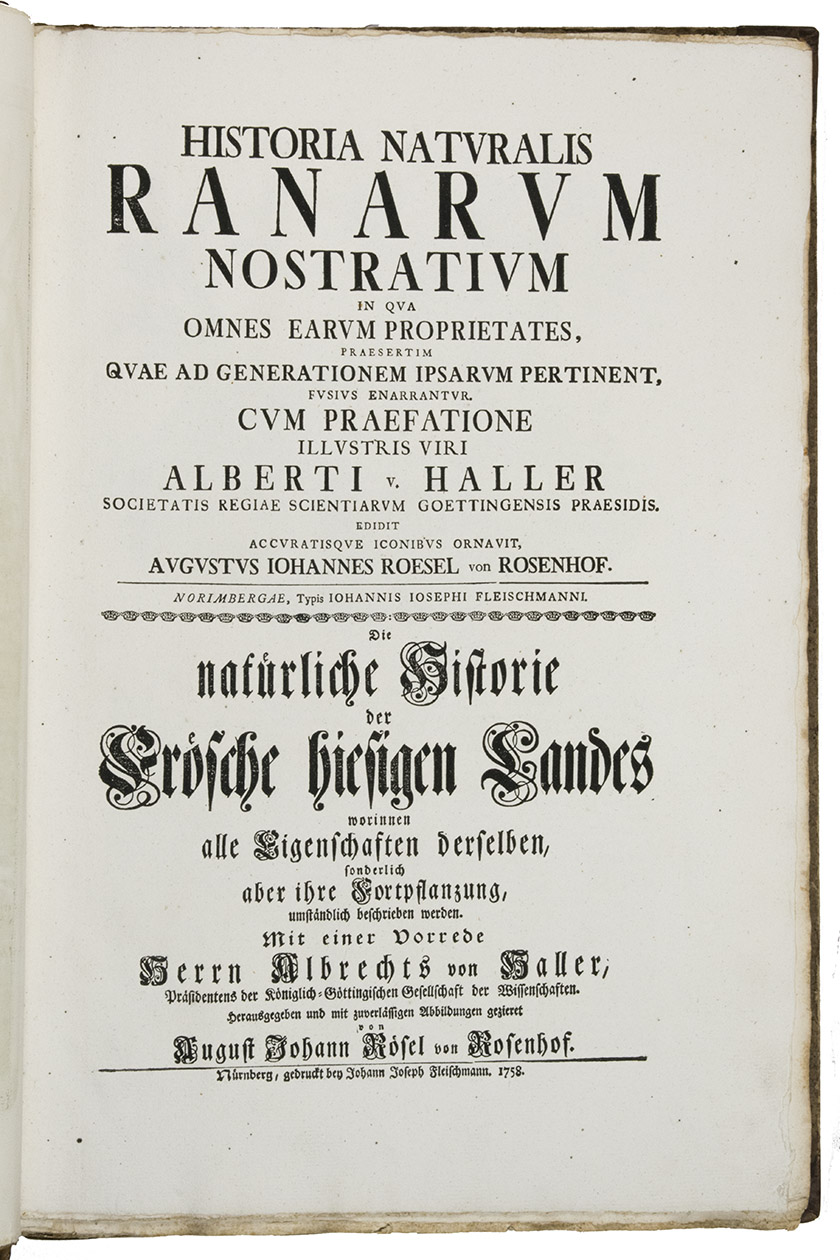 HISTORIA NATVRALIS
RANARVM
NOSTRATIVM
IN QVA
OMNES EARVM PROPRIETATES,
PRAESERTIM
QVAE AD GENERATIONEM IPSARVM PERTINENT,
FVSIVS ENARRANTVR.
CVM PRAEFATIONE
ILLVSTRIS VIRI
ALBERTI v. HALLER
SOCIETATIS REGIAE SCIENTIARVM GOETTINGENSIS PRAESIDIS.
EDIDIT
ACCVRATISQVE ICONIBVS ORNAVIT,
AVGVSTVS IOHANNES ROESEL von ROSENHOF.
NORIMBERGAE, Typis IOHANNIS IOSEPHI FLEISCHMANNI.
Die
natürliche Hiſtorie
der
Fröſche hieſigen Landes
worinnen
alle Eigenſchaften derſelben,
ſonderlich
aber ihre Fortpflanzung,
umſtändlich beſchrieben werden.
Mit einer Vorrede
Herrn Albrechts von Haller,
Präſidentens der Königlich-Göttingiſchen Geſellſchaft der Wiſſenſchaften.
Herausgegeben und mit zuverläſſigen Abbildungen gezieret
von
Auguſt Johann Röſel von Roſenhof.
Nürnberg, gedruckt bey Johann Joſeph Fleiſchmann. 1758.